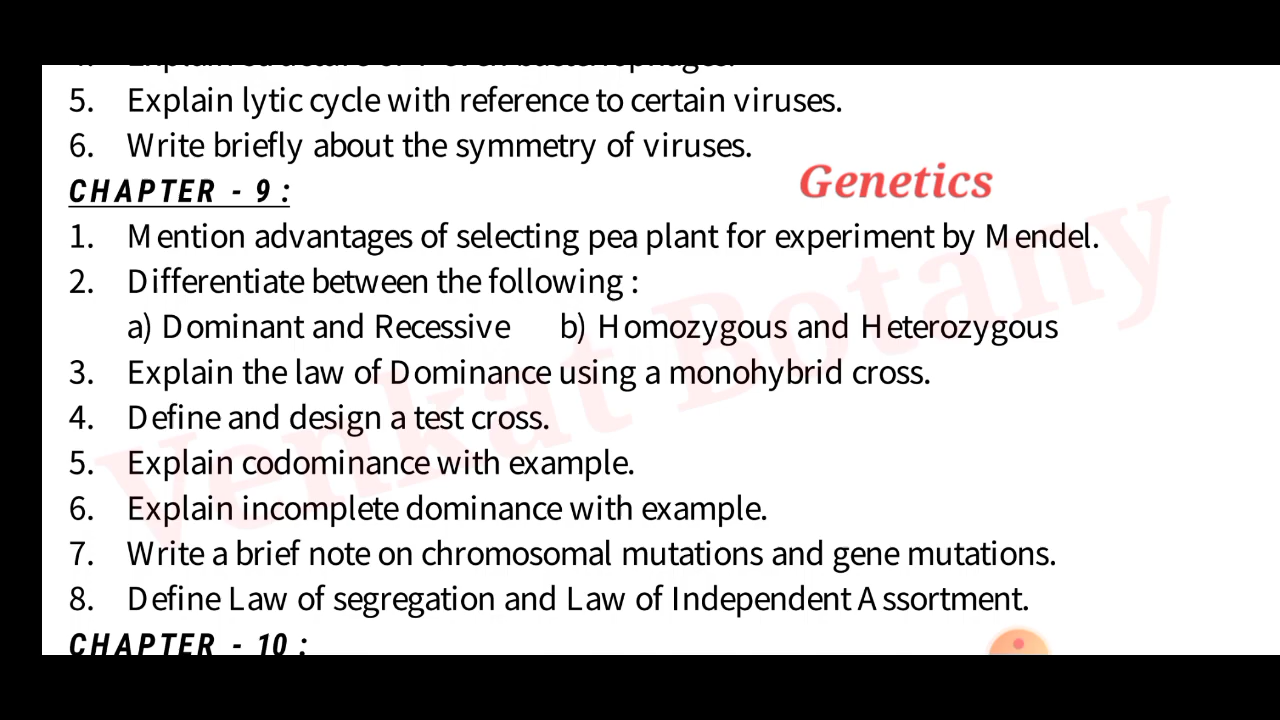 5. Explain lytic cycle with reference to certain viruses.
6. Write briefly about the symmetry of viruses.
CHAPTER - 9 :
Genetics
1. Mention advantages of selecting pea plant for experiment by Mendel.
2. Differentiate between the following :
a) Dominant and Recessive b) Homozygous and Heterozygous
3. Explain the law of Dominance using a monohybrid cross.
4. Define and design a test cross.
5. Explain codominance with example.
6. Explain incomplete dominance with example.
7. Write a brief note on chromosomal mutations and gene mutations.
8. Define Law of segregation and Law of Independent Assortment.
CHAPTER - 10 :
Venkat Botany